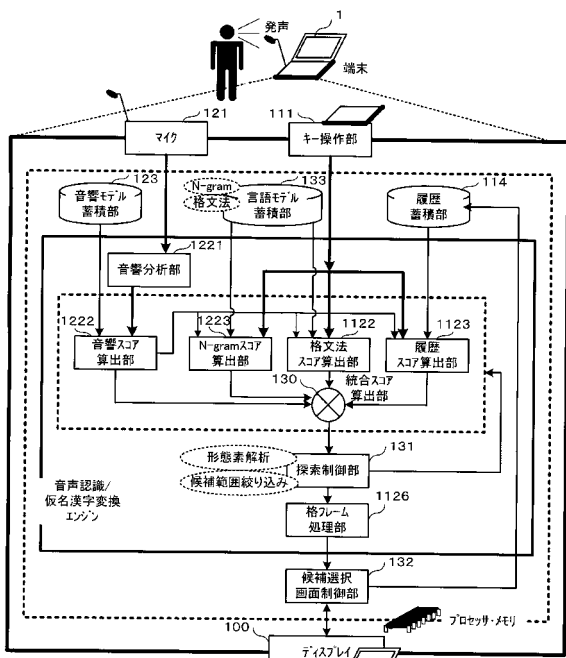 1
発声
端末
121
マイク
111
キー操作部
123
音響モデル
蓄積部
N-gram
格文法
133
言語モデル
蓄積部
114
履歴
蓄積部
1221
音響分析部
1222
音響スコア
算出部
1223
N-gramスコア
算出部
1122
格文法
スコア算出部
1123
履歴
スコア算出部
130
統合スコア
算出部
形態素解析
候補範囲絞り込み
131
探索制御部
音声認識/
仮名漢字変換
エンジン
1126
格フレーム
処理部
132
候補選択
画面制御部
プロセッサ・メモリ
100
ディスプレイ